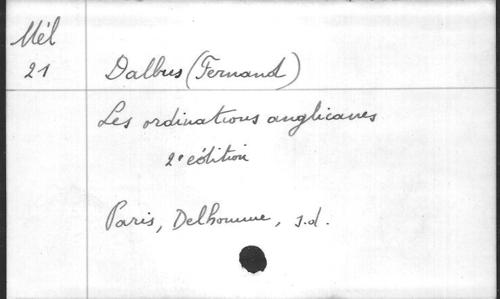 Mél
21
Dalbus (Fernand)
Les ordinations anglicanes
2e édition
Paris, Delhomme, s.d.